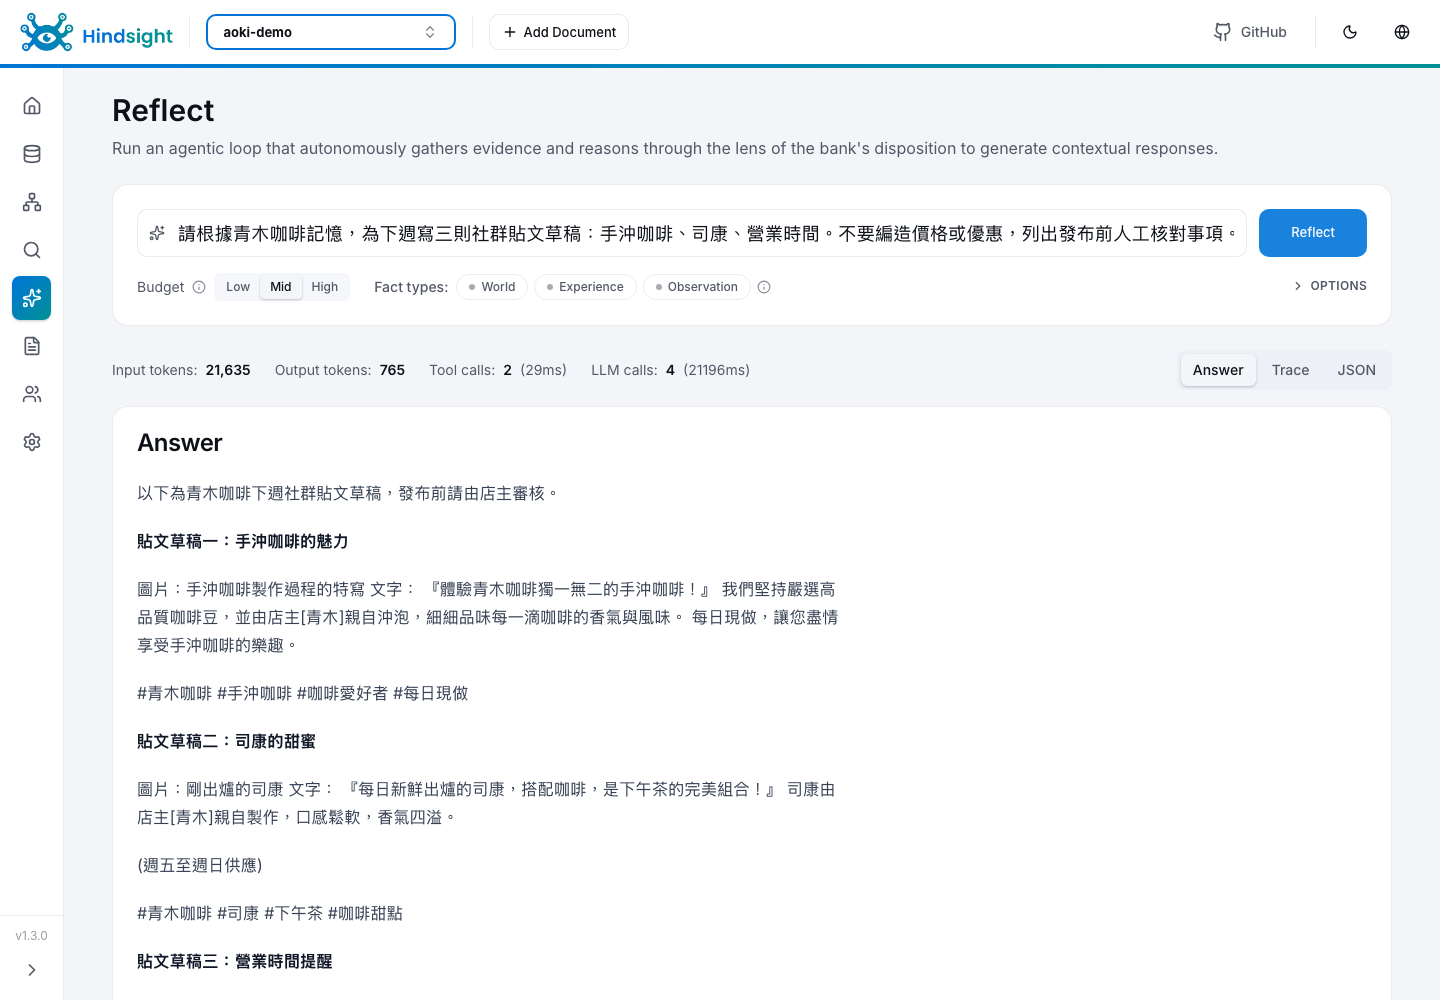 Hindsight
aoki-demo
Add Document
GitHub
Reflect
Run an agentic loop that autonomously gathers evidence and reasons through the lens of the bank's disposition to generate contextual responses.
請根據青木咖啡記憶，為下週寫三則社群貼文草稿：手沖咖啡、司康、營業時間。不要編造價格或優惠，列出發布前人工核對事項。
Reflect
Budget Low Mid High Fact types: World Experience Observation
OPTIONS
Input tokens: 21,635 Output tokens: 765 Tool calls: 2 (29ms) LLM calls: 4 (21196ms)
Answer Trace JSON
Answer
以下為青木咖啡下週社群貼文草稿，發布前請由店主審核。
貼文草稿一：手沖咖啡的魅力
圖片：手沖咖啡製作過程的特寫 文字： 『體驗青木咖啡獨一無二的手沖咖啡！』 我們堅持嚴選高
品質咖啡豆，並由店主[青木]親自沖泡，細細品味每一滴咖啡的香氣與風味。 每日現做，讓您盡情
享受手沖咖啡的樂趣。
#青木咖啡 #手沖咖啡 #咖啡愛好者 #每日現做
貼文草稿二：司康的甜蜜
圖片：剛出爐的司康 文字： 『每日新鮮出爐的司康，搭配咖啡，是下午茶的完美組合！』 司康由
店主[青木]親自製作，口感鬆軟，香氣四溢。
(週五至週日供應)
#青木咖啡 #司康 #下午茶 #咖啡甜點
貼文草稿三：營業時間提醒
v1.3.0